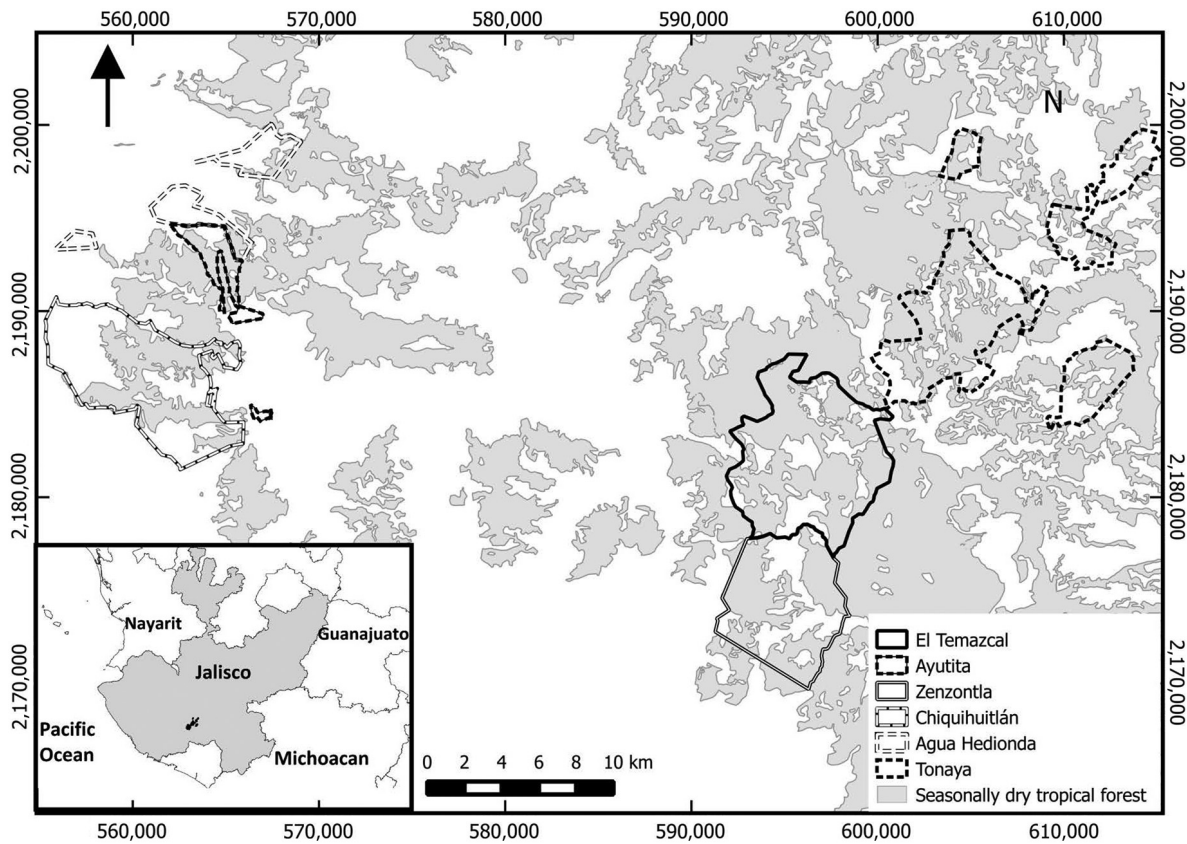 560,000 570,000 580,000 590,000 600,000 610,000
N
2,200,000 2,200,000
2,190,000 2,190,000
2,180,000 2,180,000
2,170,000 2,170,000
Nayarit
Guanajuato
Jalisco
Pacific
Ocean
Michoacan
0 2 4 6 8 10 km
El Temazcal
Ayutita
Zenzontla
Chiquihuitlán
Agua Hedionda
Tonaya
Seasonally dry tropical forest
560,000 570,000 580,000 590,000 600,000 610,000